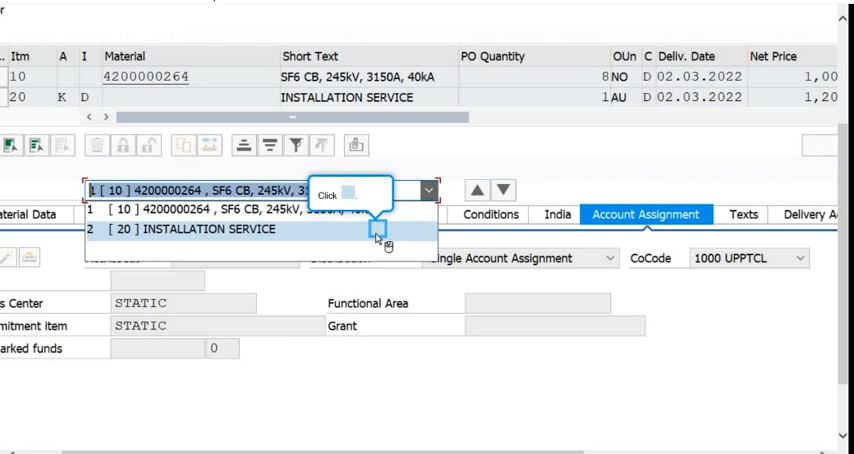 er
Itm A I Material Short Text PO Quantity OUn C Deliv. Date Net Price
10 4200000264 SF6 CB, 245kV, 3150A, 40kA 8 NO D 02.03.2022 1,00
20 K D INSTALLATION SERVICE 1 AU D 02.03.2022 1,20
1 [ 10 ] 4200000264 , SF6 CB, 245kV, 3
Click .
1 [ 10 ] 4200000264 , SF6 CB, 245kV, 3150A, 40kA
2 [ 20 ] INSTALLATION SERVICE
aterial Data Conditions India Account Assignment Texts Delivery A
Single Account Assignment CoCode 1000 UPPTCL
s Center STATIC Functional Area
mitment item STATIC Grant
arked funds 0